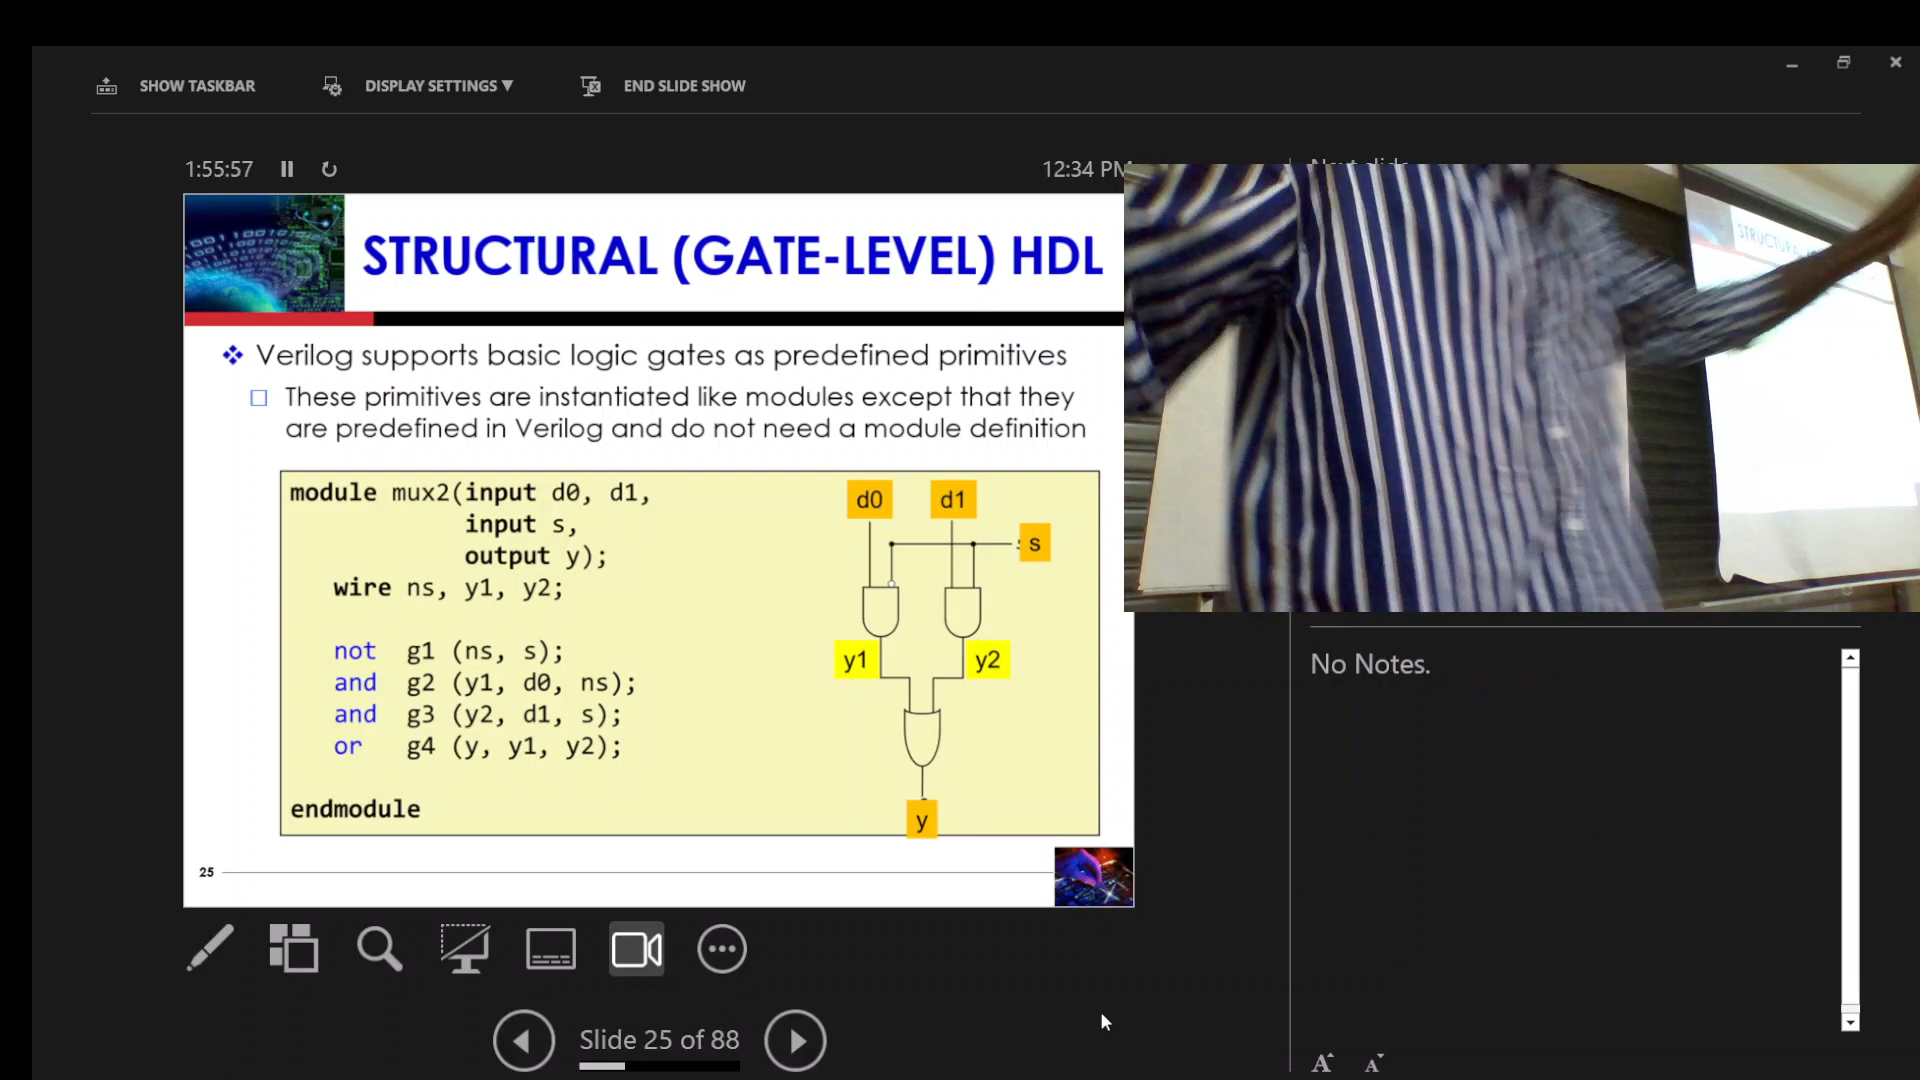 SHOW TASKBAR
DISPLAY SETTINGS ▼
END SLIDE SHOW
1:55:57
12:34 PM
STRUCTURAL (GATE-LEVEL) HDL
Verilog supports basic logic gates as predefined primitives
These primitives are instantiated like modules except that they
are predefined in Verilog and do not need a module definition
module mux2(input d0, d1,
input s,
output y);
wire ns, y1, y2;
not g1 (ns, s);
and g2 (y1, d0, ns);
and g3 (y2, d1, s);
or g4 (y, y1, y2);
endmodule
d0
d1
s
y1
y2
y
25
No Notes.
Slide 25 of 88
A
A